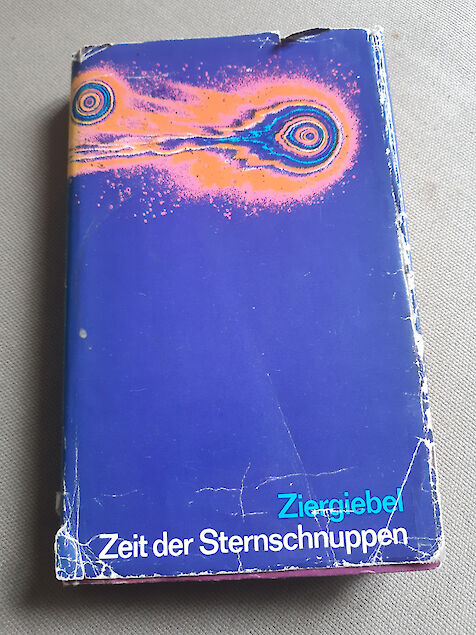 Ziergiebel
Zeit der Sternschnuppen